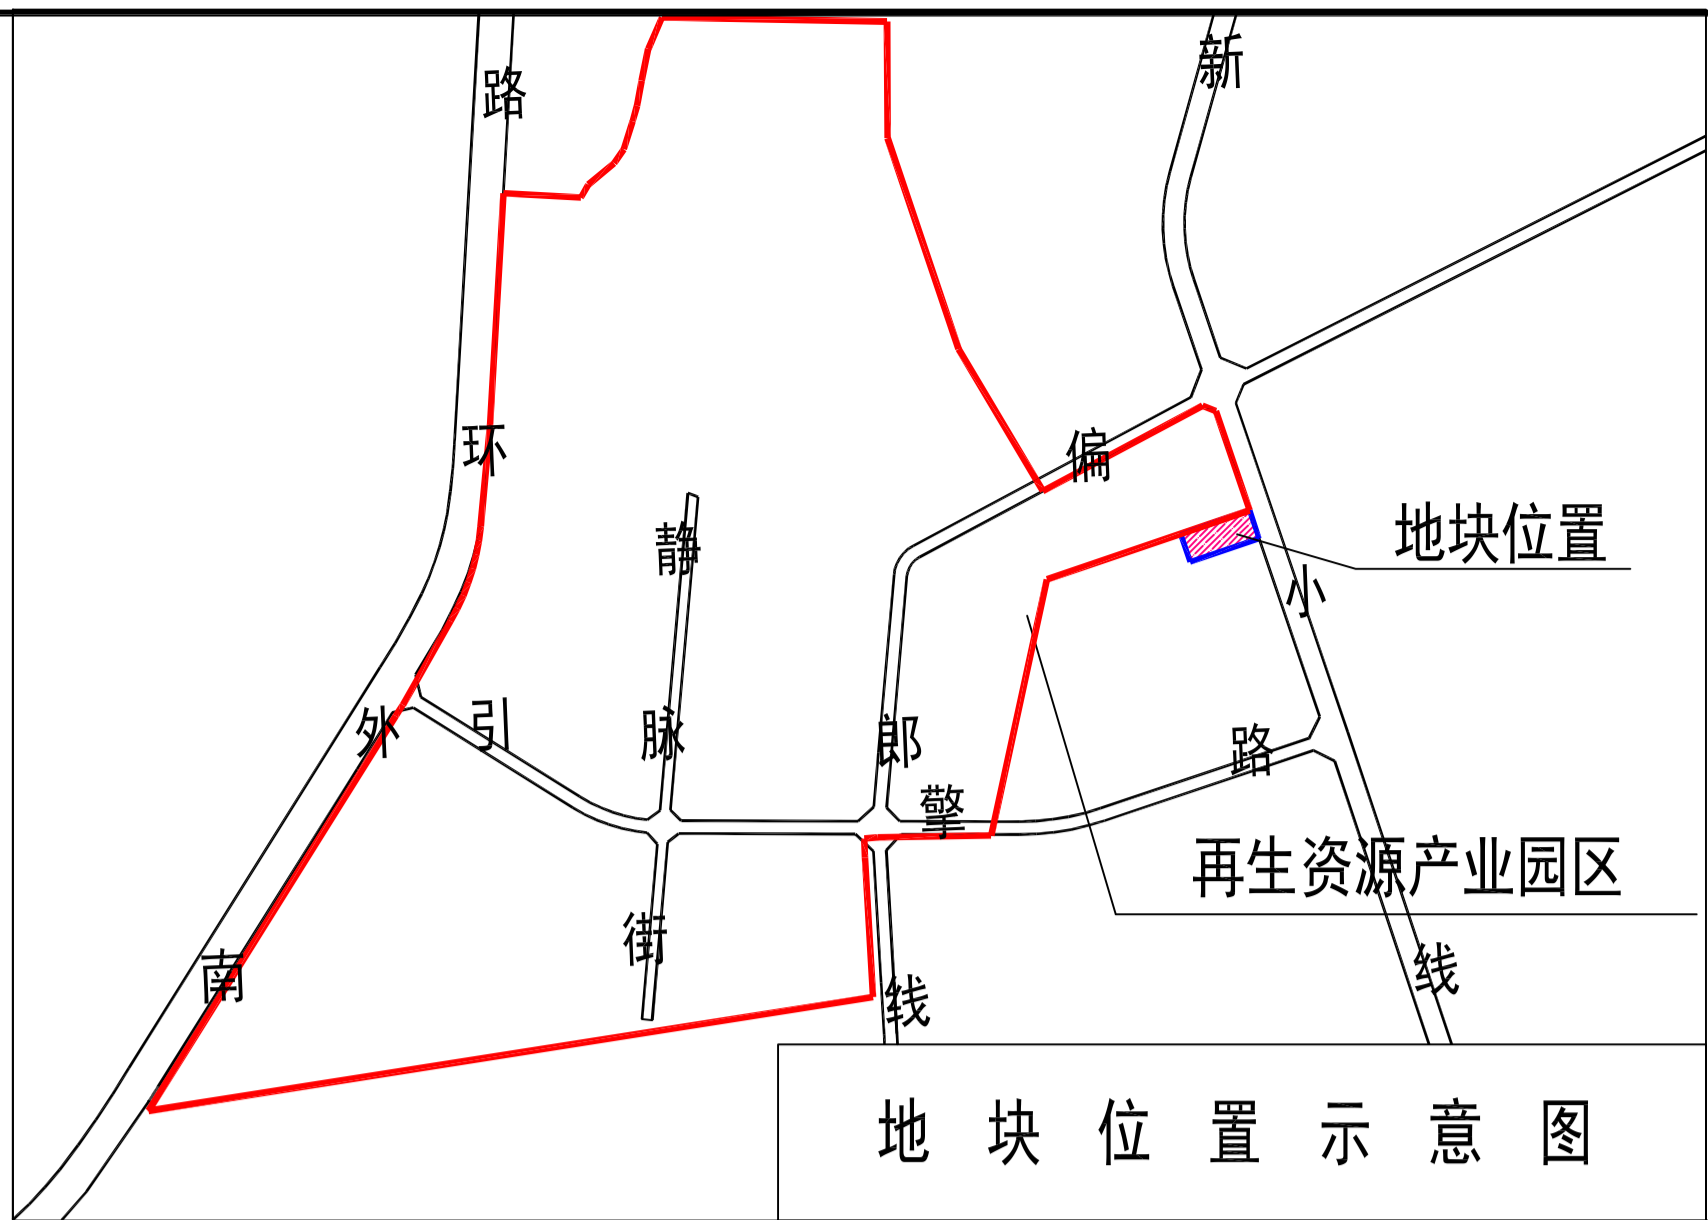 南外环路
新小线
偏郎线
静脉街
引擎路
地块位置
再生资源产业园区
地块位置示意图